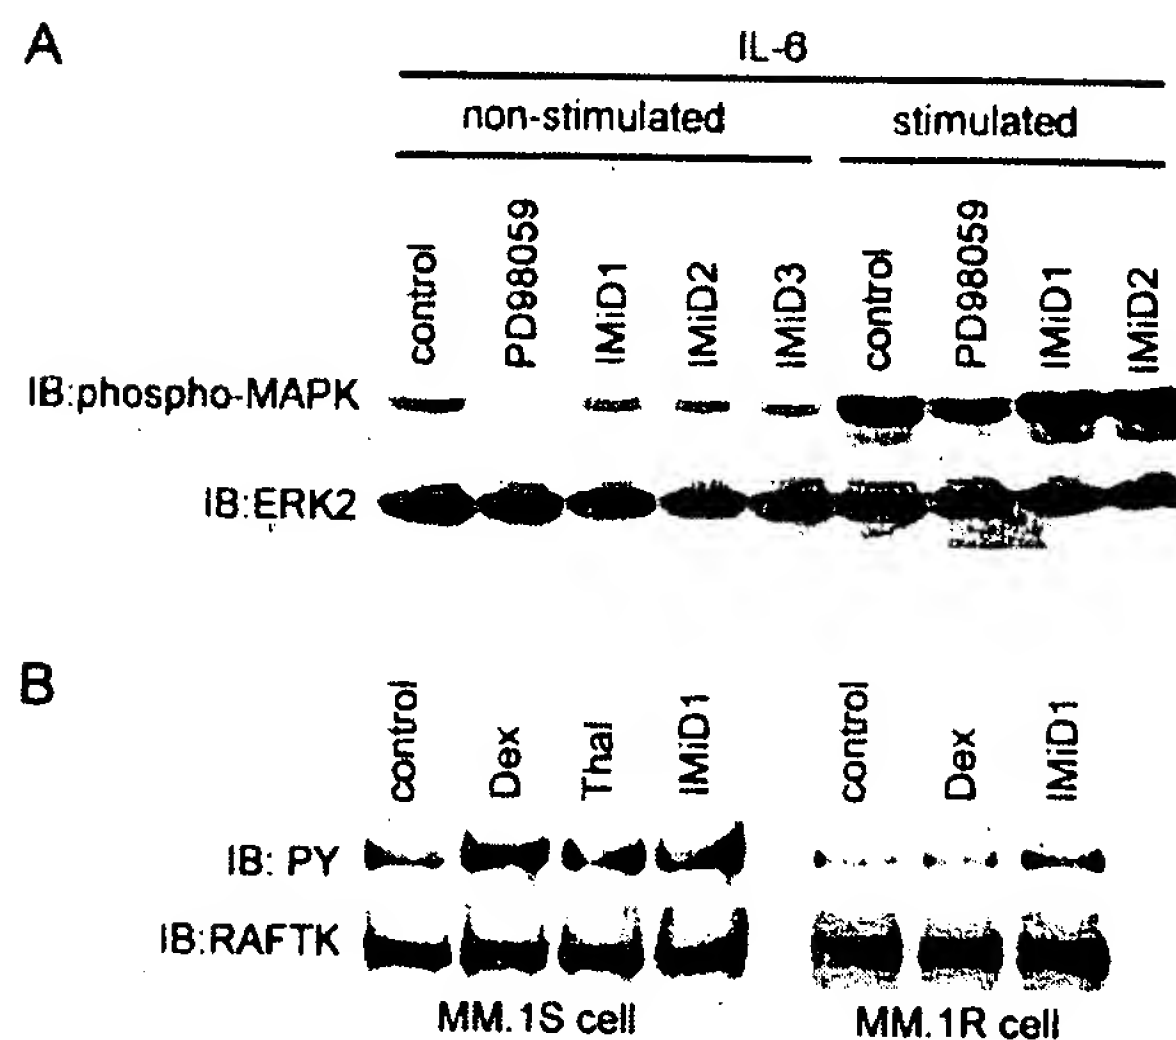 A
IL-6
non-stimulated
stimulated
control
PD98059
IMiD1
IMiD2
IMiD3
control
PD98059
IMiD1
IMiD2
IB:phospho-MAPK
IB:ERK2
B
control
Dex
Thal
IMiD1
control
Dex
IMiD1
IB: PY
IB:RAFTK
MM.1S cell
MM.1R cell